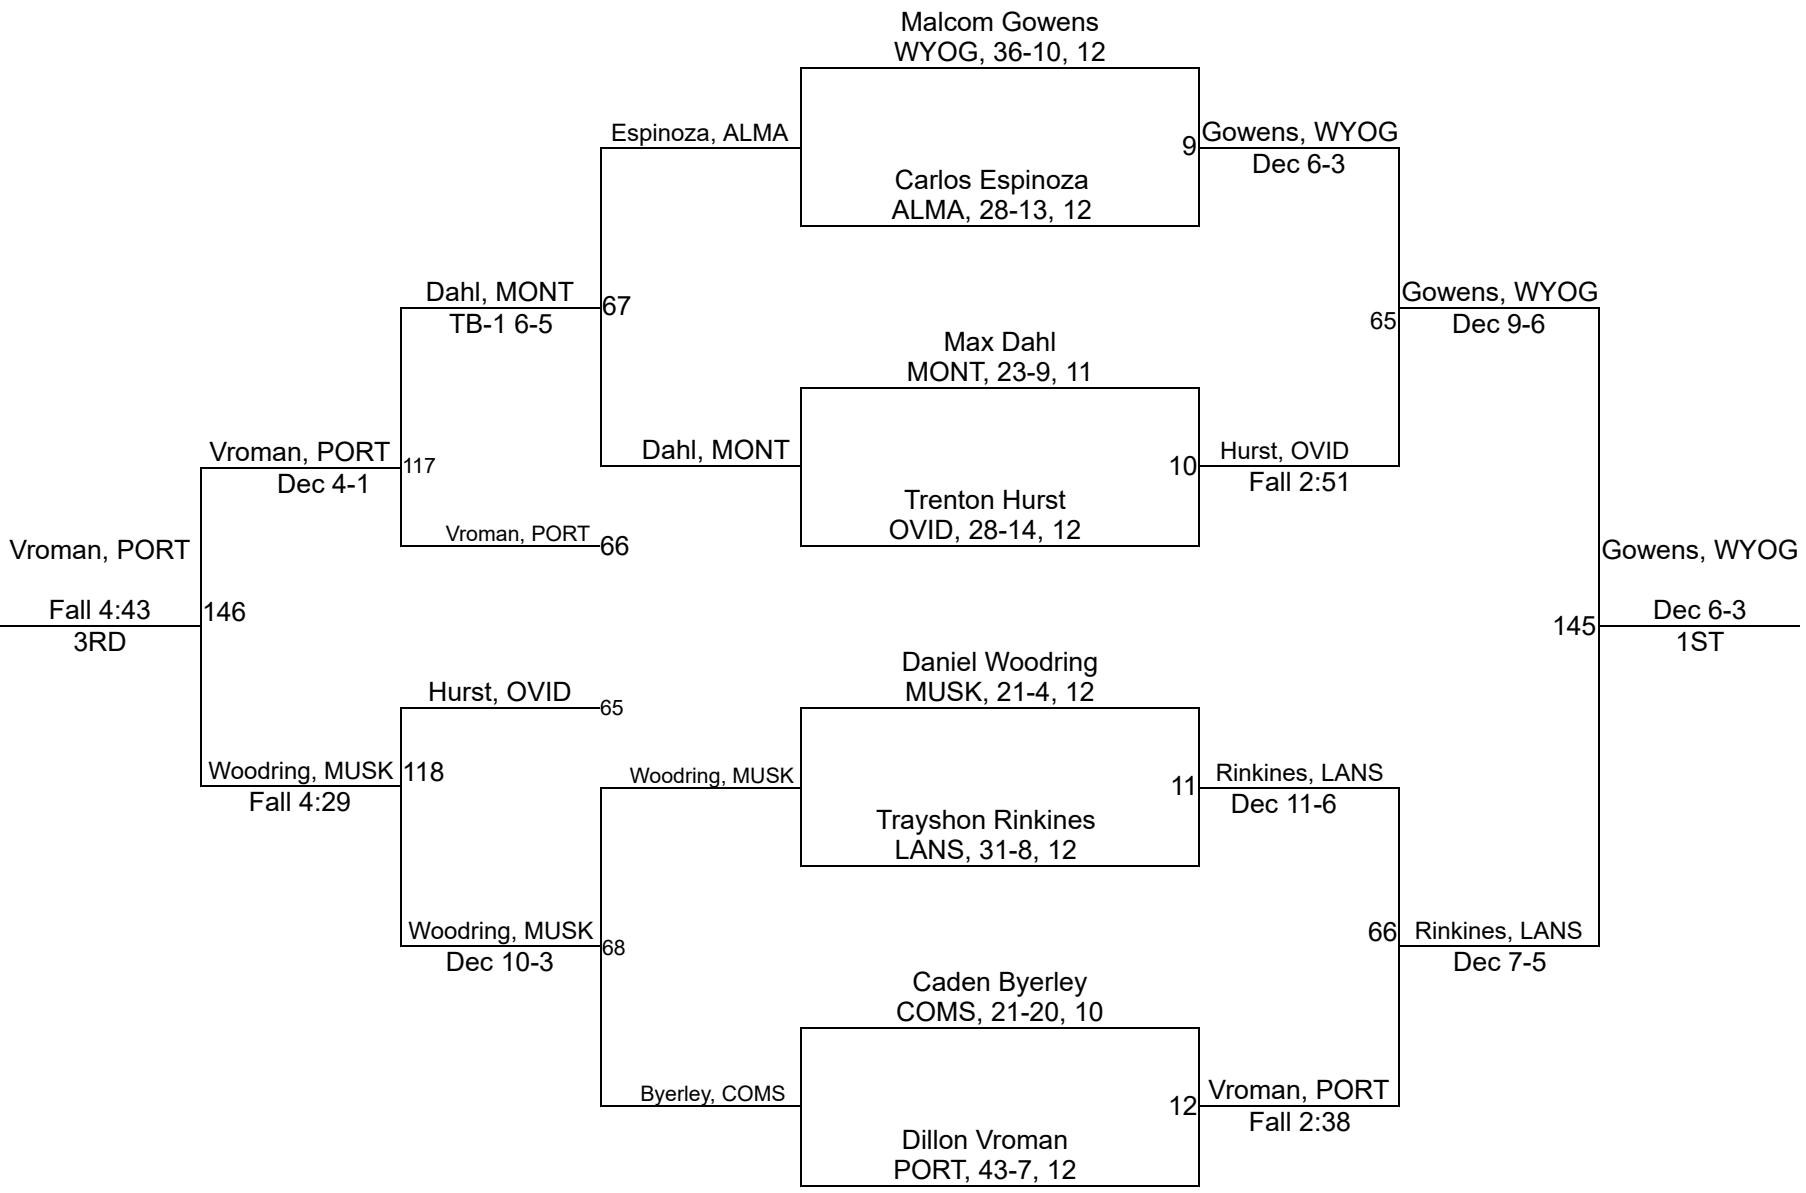 Malcom Gowens
WYOG, 36-10, 12
Espinoza, ALMA
9
Gowens, WYOG
Dec 6-3
Carlos Espinoza
ALMA, 28-13, 12
Dahl, MONT
TB-1 6-5
67
65
Gowens, WYOG
Dec 9-6
Max Dahl
MONT, 23-9, 11
Vroman, PORT
Dec 4-1
117
Dahl, MONT
10
Hurst, OVID
Fall 2:51
Trenton Hurst
OVID, 28-14, 12
Vroman, PORT
66
Vroman, PORT
Fall 4:43
3RD
146
Gowens, WYOG
145
Dec 6-3
1ST
Hurst, OVID
65
Daniel Woodring
MUSK, 21-4, 12
Woodring, MUSK
Fall 4:29
118
Woodring, MUSK
11
Rinkines, LANS
Dec 11-6
Trayshon Rinkines
LANS, 31-8, 12
Woodring, MUSK
Dec 10-3
68
66
Rinkines, LANS
Dec 7-5
Caden Byerley
COMS, 21-20, 10
Byerley, COMS
12
Vroman, PORT
Fall 2:38
Dillon Vroman
PORT, 43-7, 12